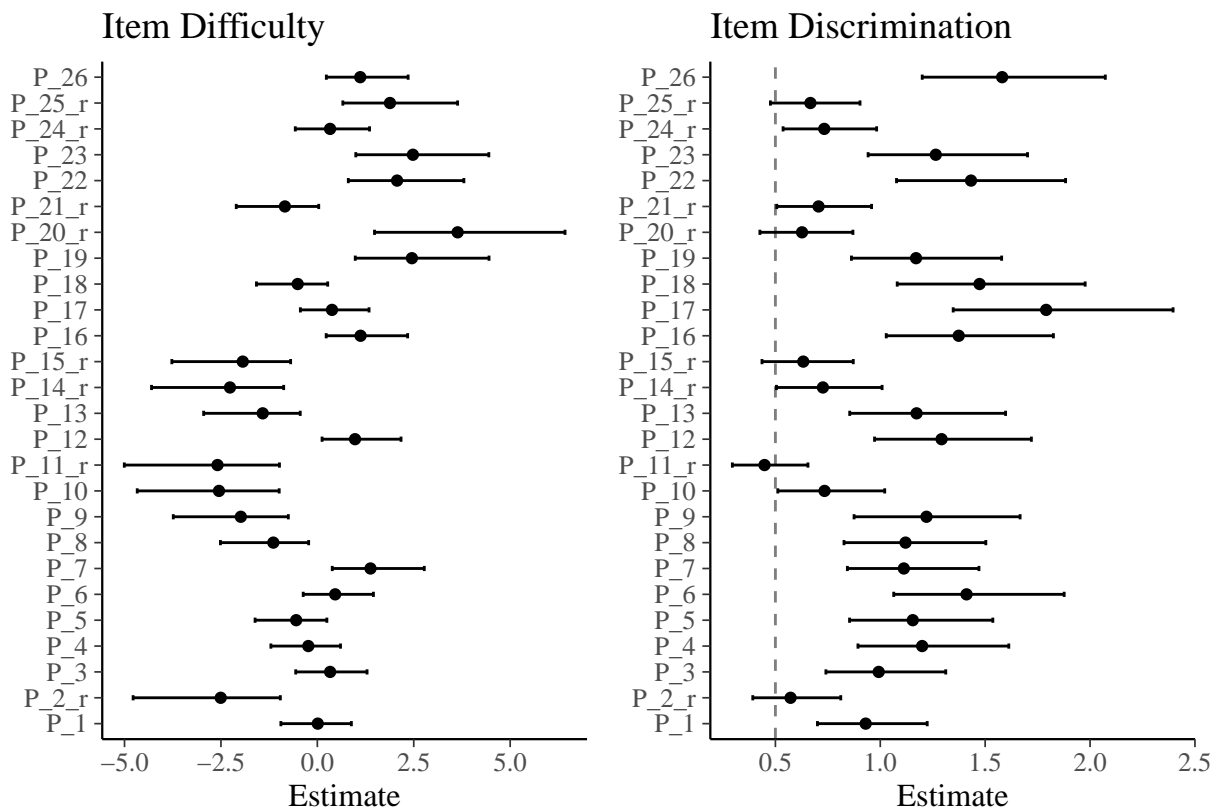 Item Difficulty
P_26
P_25_r
P_24_r
P_23
P_22
P_21_r
P_20_r
P_19
P_18
P_17
P_16
P_15_r
P_14_r
P_13
P_12
P_11_r
P_10
P_9
P_8
P_7
P_6
P_5
P_4
P_3
P_2_r
P_1
−5.0 −2.5 0.0 2.5 5.0
Estimate
Item Discrimination
P_26
P_25_r
P_24_r
P_23
P_22
P_21_r
P_20_r
P_19
P_18
P_17
P_16
P_15_r
P_14_r
P_13
P_12
P_11_r
P_10
P_9
P_8
P_7
P_6
P_5
P_4
P_3
P_2_r
P_1
0.5 1.0 1.5 2.0 2.5
Estimate